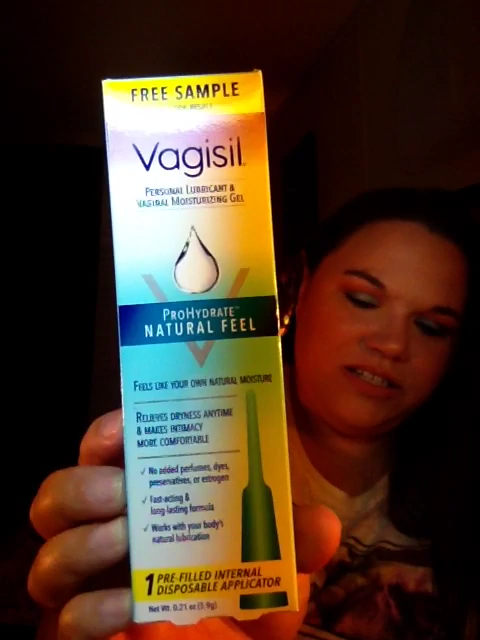 FREE SAMPLE
Vagisil
PERSONAL LUBRICANT &
VAGINAL MOISTURIZING GEL
PROHYDRATE™
NATURAL FEEL
FEELS LIKE YOUR OWN NATURAL MOISTURE
RELIEVES DRYNESS ANYTIME
& MAKES INTIMACY
MORE COMFORTABLE
✓ No added perfumes, dyes,
preservatives, or estrogen
✓ Fast-acting &
long-lasting formula
✓ Works with your body's
natural lubrication
1 PRE-FILLED INTERNAL
DISPOSABLE APPLICATOR
Net Wt. 0.21 oz (5.9g)